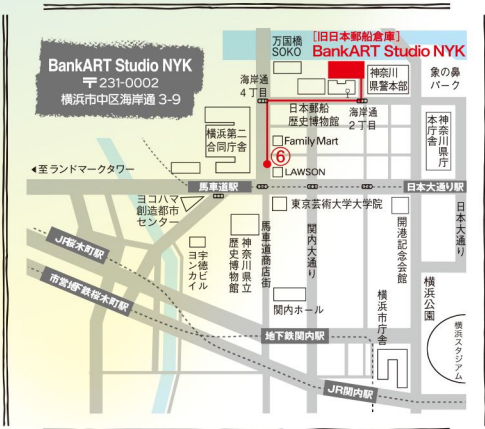 [旧日本郵船倉庫]
BankART Studio NYK
BankART Studio NYK
〒231-0002
横浜市中区海岸通 3-9
万国橋
SOKO
海岸通
4丁目
神奈川
県警本部
象の鼻
パーク
日本郵船
歴史博物館
海岸通
2丁目
横浜第二
合同庁舎
FamilyMart
⑥
LAWSON
神奈川県庁
本庁舎
◀至ランドマークタワー
馬車道駅
日本大通り駅
ヨコハマ
創造都市
センター
東京芸術大学大学院
馬車道商店街
関内大通り
開港記念会館
日本大通り
JR桜木町駅
市営地下鉄桜木町駅
宇徳ビル
ヨンカイ
神奈川県立
歴史博物館
関内ホール
横浜市庁舎
横浜公園
横浜スタジアム
地下鉄関内駅
JR関内駅